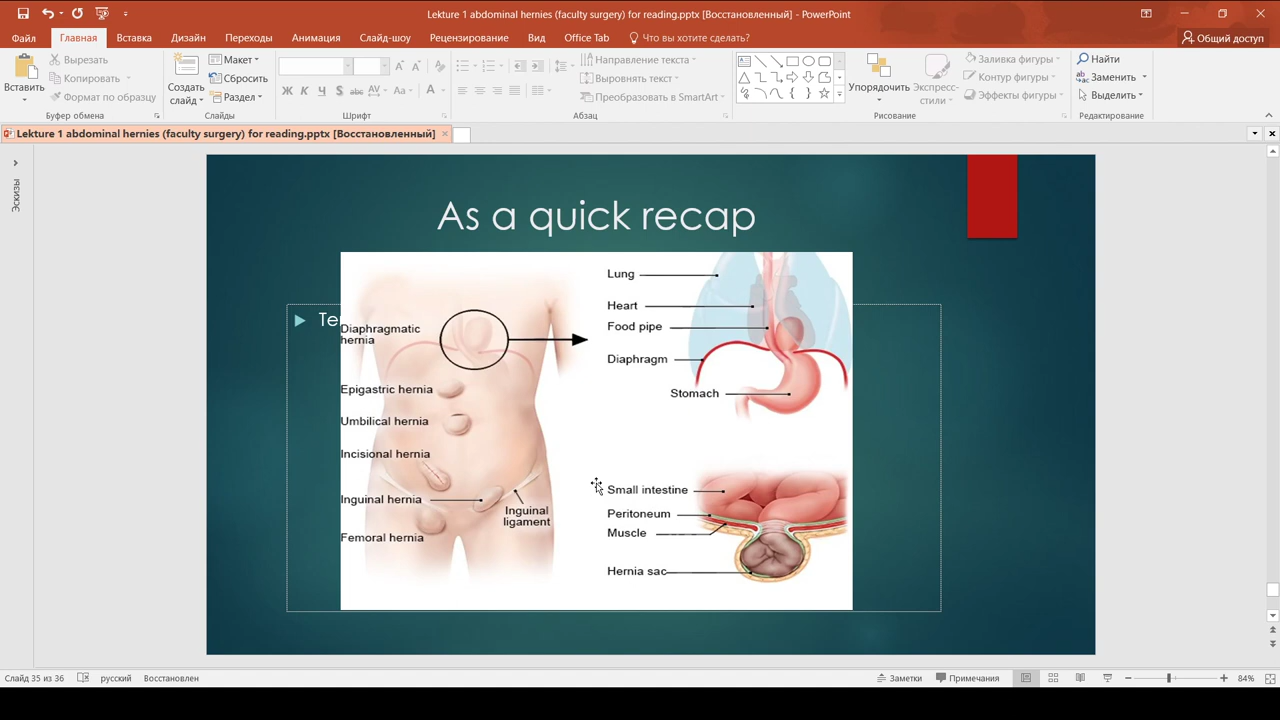 Lekture 1 abdominal hernies (faculty surgery) for reading.pptx [Восстановленный] - PowerPoint
Файл Главная Вставка Дизайн Переходы Анимация Слайд-шоу Рецензирование Вид Office Tab Что вы хотите сделать? Общий доступ
Вставить
Вырезать
Копировать
Формат по образцу
Буфер обмена
Создать слайд
Макет
Сбросить
Раздел
Слайды
Ж К Ч S abc AV Aa A
Шрифт
Направление текста
Выровнять текст
Преобразовать в SmartArt
Абзац
Упорядочить
Экспресс-стили
Заливка фигуры
Контур фигуры
Эффекты фигуры
Рисование
Найти
Заменить
Выделить
Редактирование
Lekture 1 abdominal hernies (faculty surgery) for reading.pptx [Восстановленный]
Эскизы
As a quick recap
Te
Diaphragmatic
hernia
Epigastric hernia
Umbilical hernia
Incisional hernia
Inguinal hernia
Femoral hernia
Inguinal
ligament
Lung
Heart
Food pipe
Diaphragm
Stomach
Small intestine
Peritoneum
Muscle
Hernia sac
Слайд 35 из 36 русский Восстановлен Заметки Примечания 84%